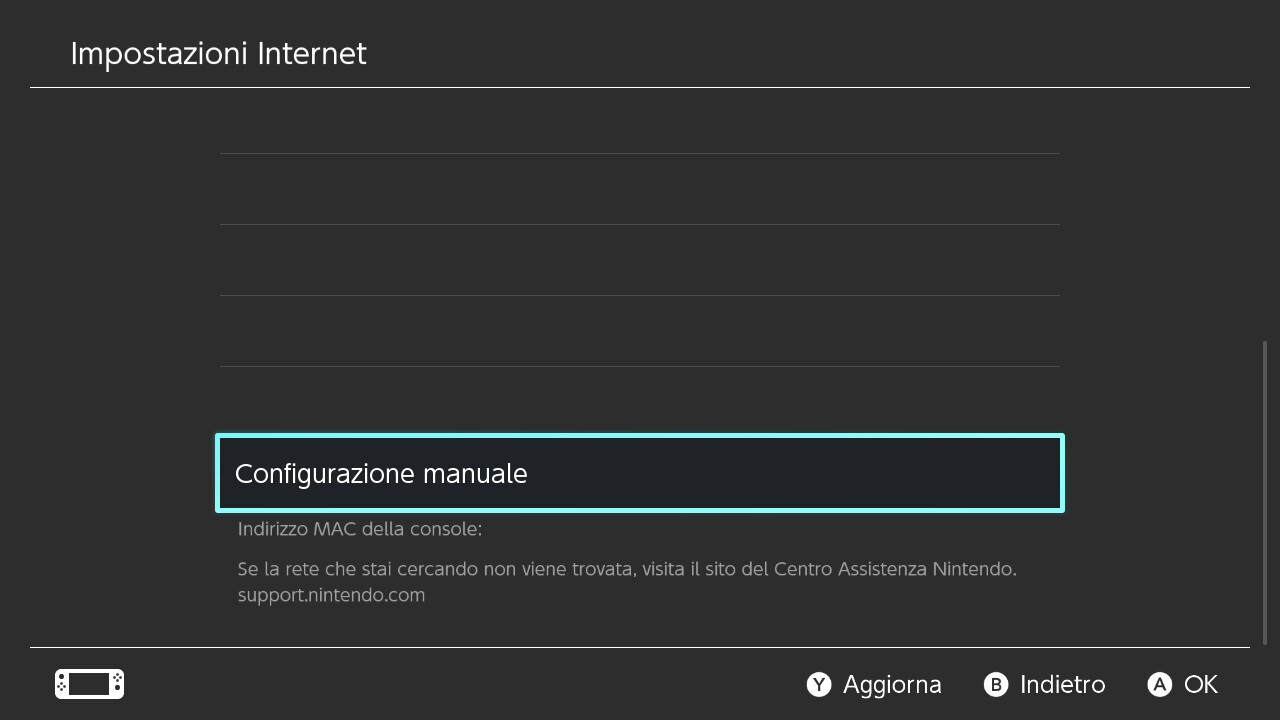 Impostazioni Internet
Configurazione manuale
Indirizzo MAC della console:
Se la rete che stai cercando non viene trovata, visita il sito del Centro Assistenza Nintendo.
support.nintendo.com
Y Aggiorna B Indietro A OK